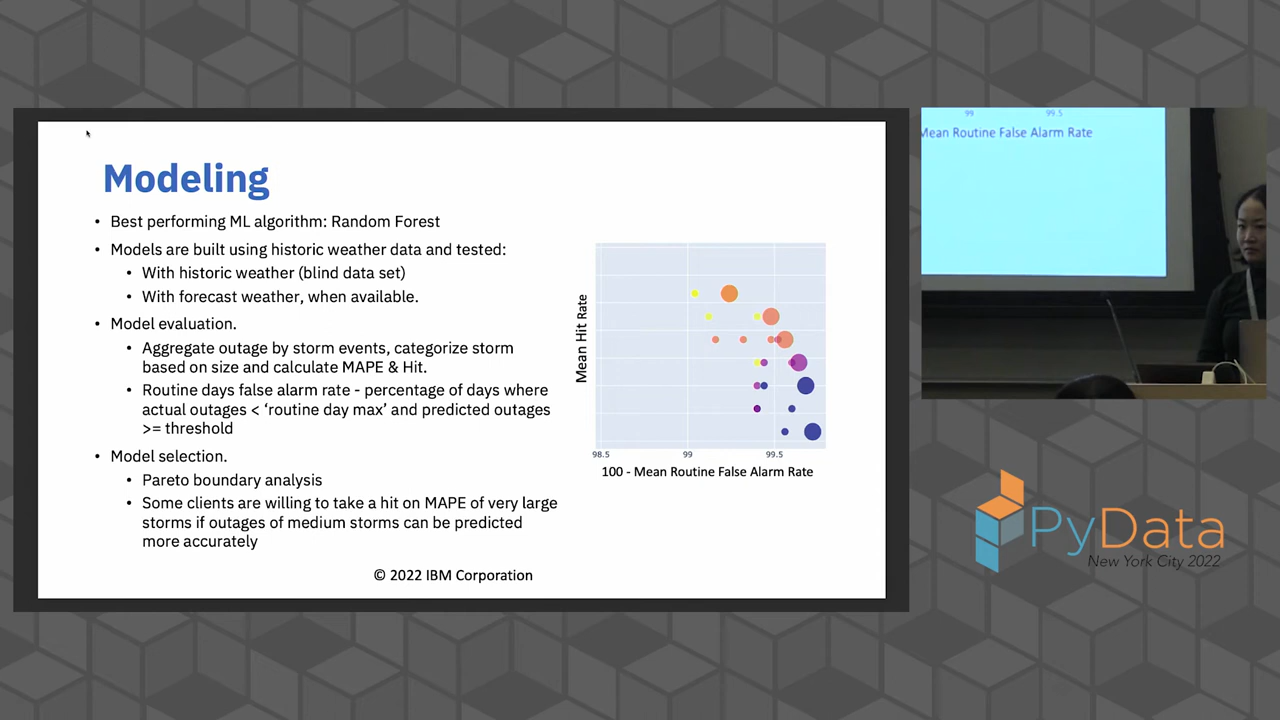 Modeling
• Best performing ML algorithm: Random Forest
• Models are built using historic weather data and tested:
• With historic weather (blind data set)
• With forecast weather, when available.
• Model evaluation.
• Aggregate outage by storm events, categorize storm
based on size and calculate MAPE & Hit.
• Routine days false alarm rate - percentage of days where
actual outages < ‘routine day max’ and predicted outages
>= threshold
• Model selection.
• Pareto boundary analysis
• Some clients are willing to take a hit on MAPE of very large
storms if outages of medium storms can be predicted
more accurately
© 2022 IBM Corporation
Mean Hit Rate
98.5 99 99.5
100 - Mean Routine False Alarm Rate
99 99.5
Mean Routine False Alarm Rate
PyData
New York City 2022